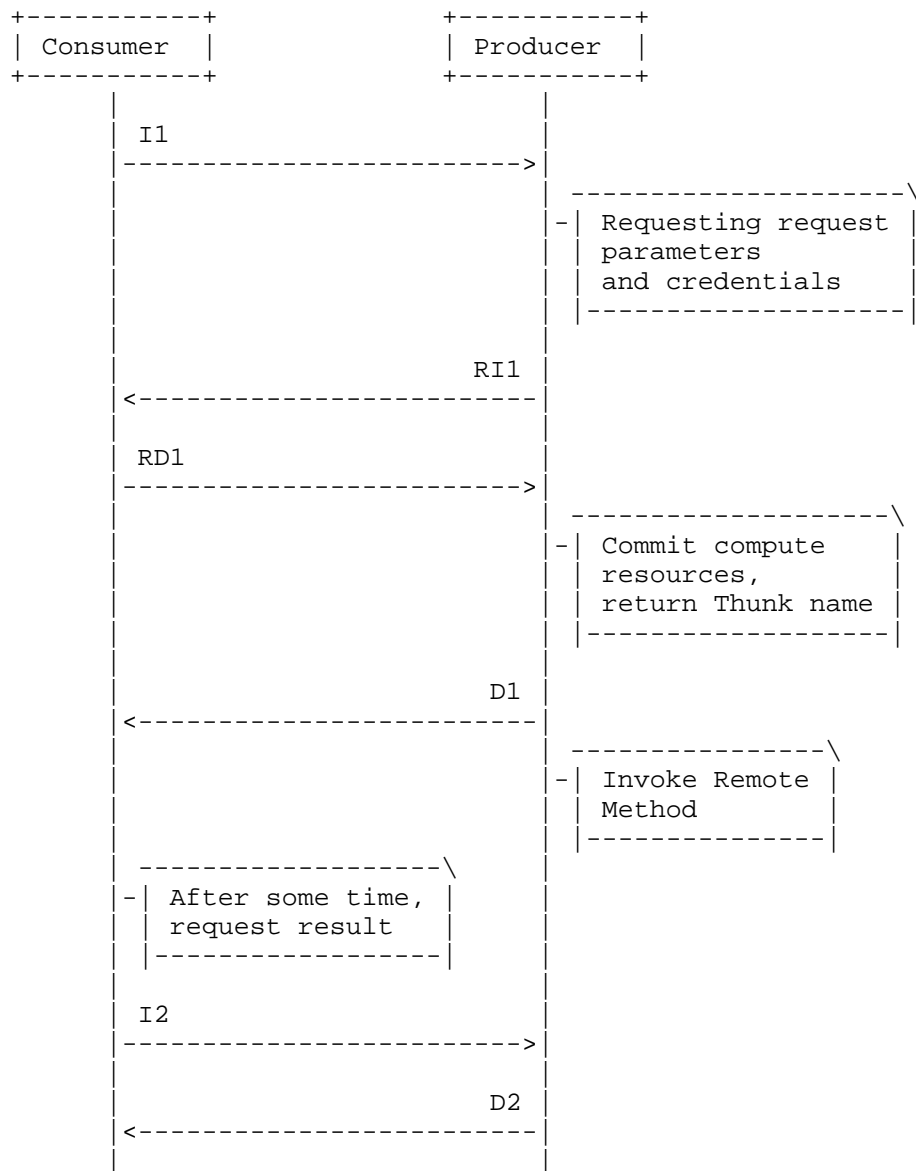 Consumer Producer
I1
Requesting request
parameters
and credentials
RI1
RD1
Commit compute
resources,
return Thunk name
D1
Invoke Remote
Method
After some time,
request result
I2
D2